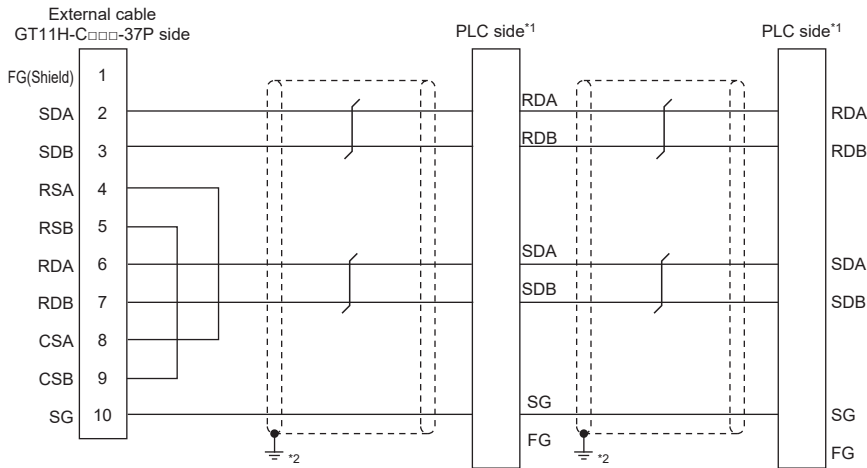 External cable
GT11H-C□□□-37P side
PLC side*1
PLC side*1
FG(Shield) 1
SDA 2 RDA RDA
SDB 3 RDB RDB
RSA 4
RSB 5
RDA 6 SDA SDA
RDB 7 SDB SDB
CSA 8
CSB 9
SG 10 SG SG
FG FG
*2 *2